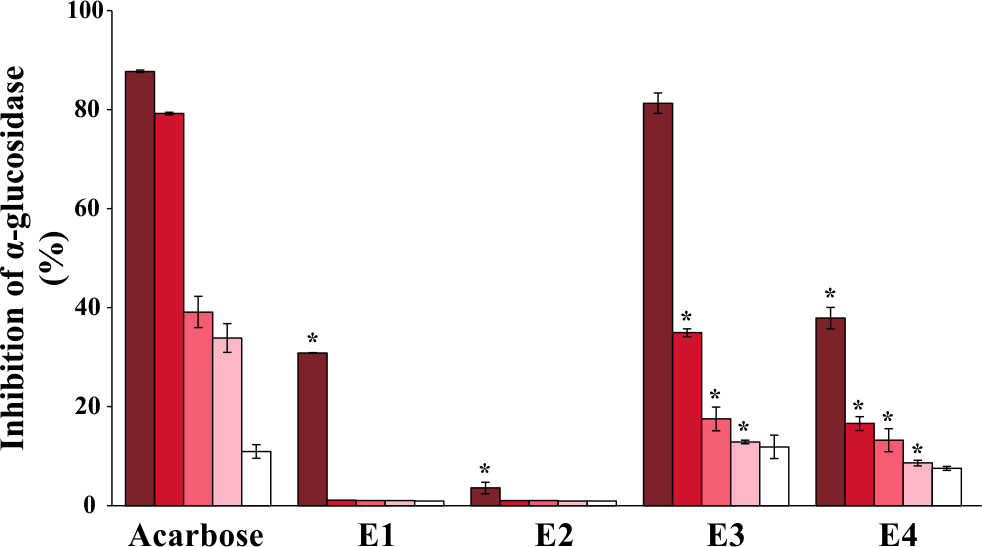 Inhibition of α-glucosidase
(%)
100
80
60
40
20
0
* * * * * * * * *
Acarbose E1 E2 E3 E4